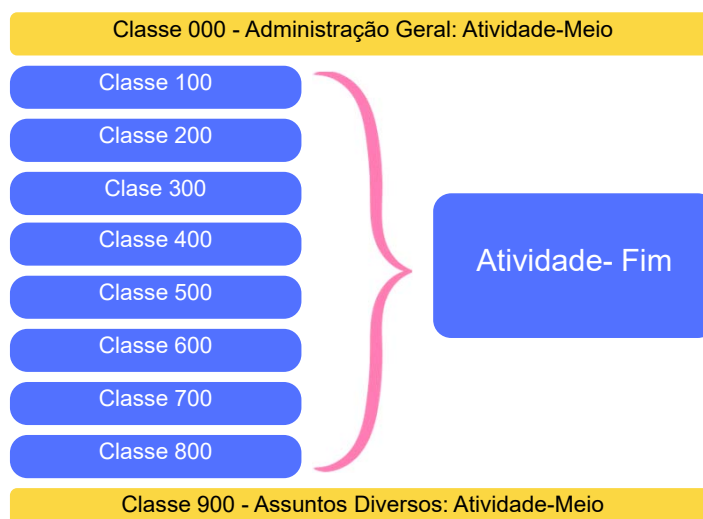 Classe 000 - Administração Geral: Atividade-Meio
Classe 100
Classe 200
Clase 300
Classe 400
Classe 500
Classe 600
Classe 700
Classe 800
Atividade- Fim
Classe 900 - Assuntos Diversos: Atividade-Meio